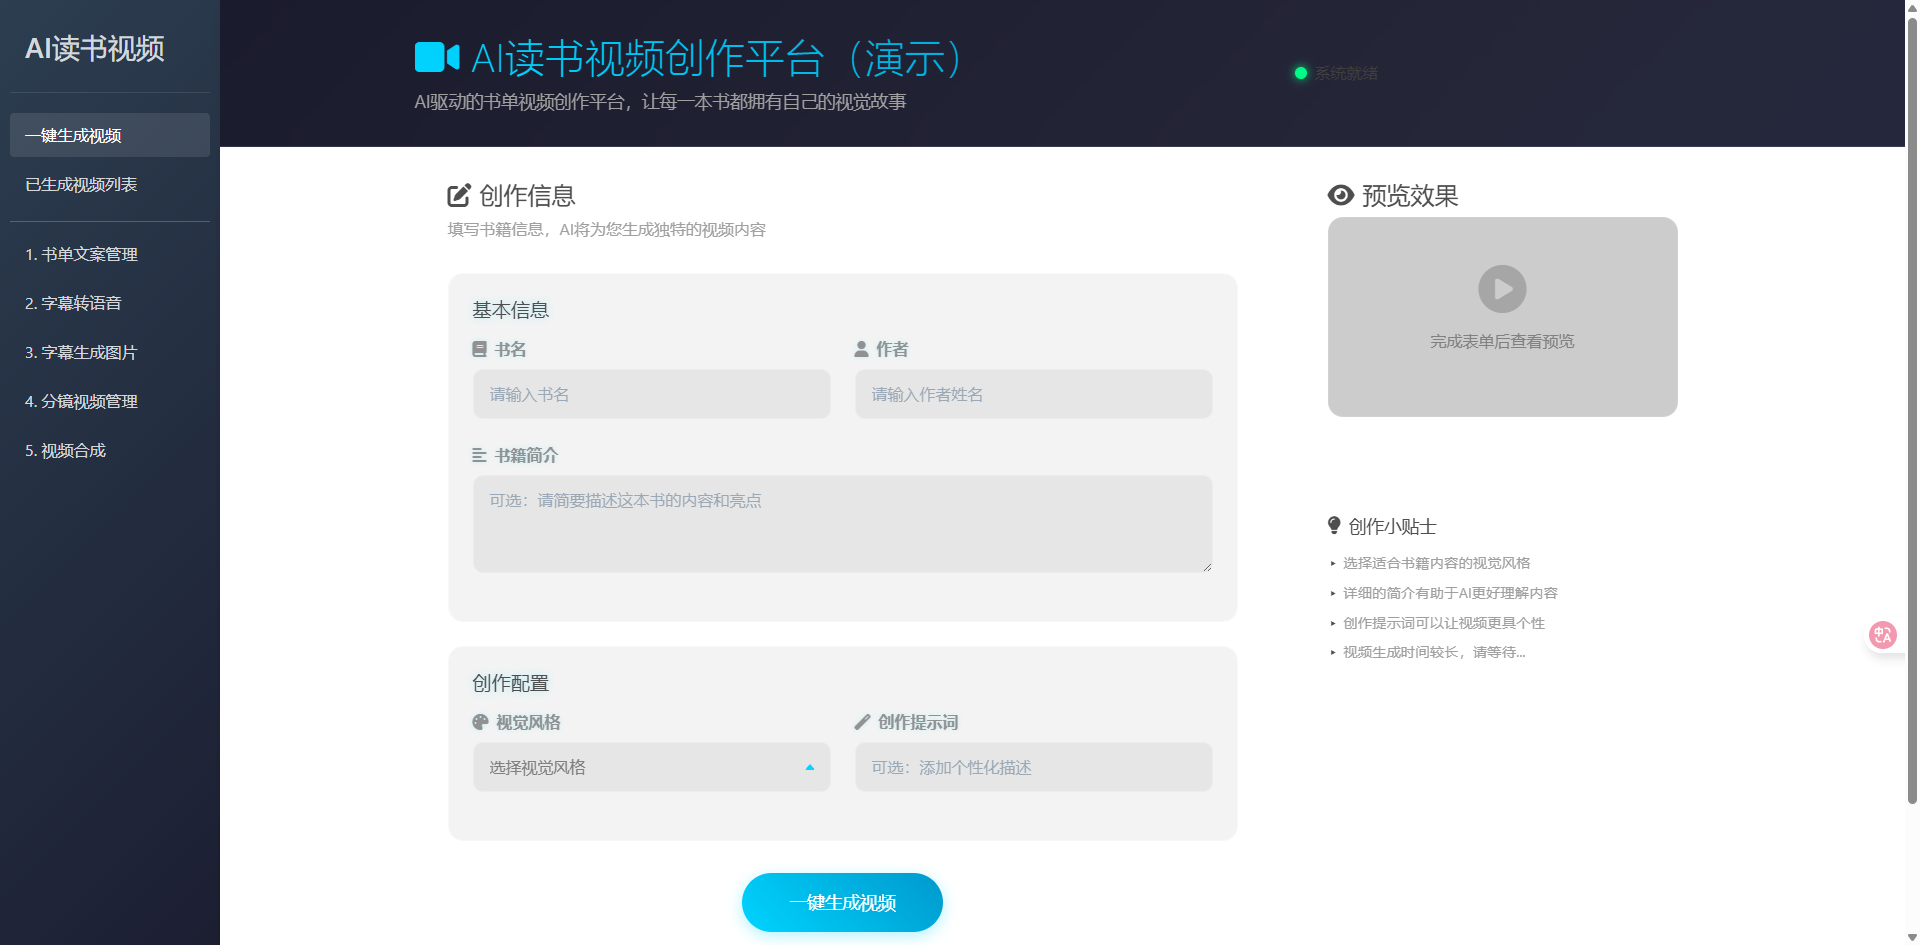 AI读书视频
一键生成视频
已生成视频列表
1. 书单文案管理
2. 字幕转语音
3. 字幕生成图片
4. 分镜视频管理
5. 视频合成
AI读书视频创作平台（演示）
AI驱动的书单视频创作平台，让每一本书都拥有自己的视觉故事
系统就绪
创作信息
填写书籍信息，AI将为您生成独特的视频内容
基本信息
书名
作者
请输入书名
请输入作者姓名
书籍简介
可选：请简要描述这本书的内容和亮点
创作配置
视觉风格
创作提示词
选择视觉风格
可选：添加个性化描述
一键生成视频
预览效果
完成表单后查看预览
创作小贴士
选择适合书籍内容的视觉风格
详细的简介有助于AI更好理解内容
创作提示词可以让视频更具个性
视频生成时间较长，请等待...
中A